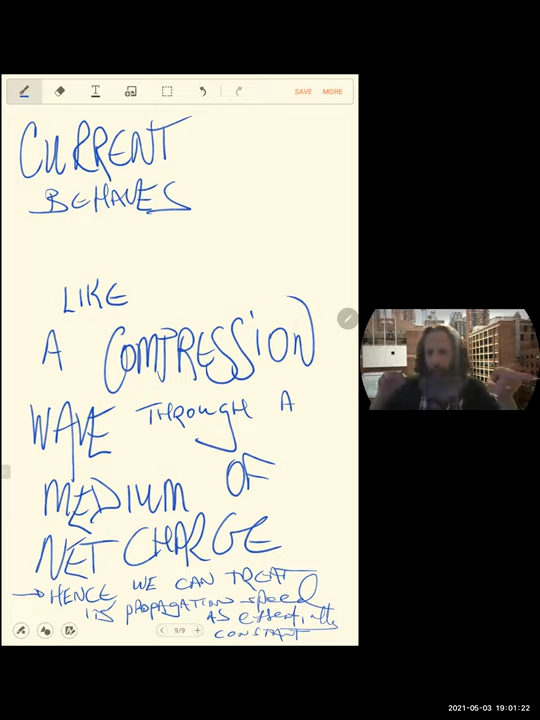 SAVE MORE
CURRENT
BEHAVES
LIKE
A COMPRESSION
WAVE THROUGH A
MEDIUM OF
NET CHARGE
→ HENCE WE CAN TREAT
ITS PROPAGATION speed
AS essentially
CONSTANT
9/9
2021-05-03 19:01:22